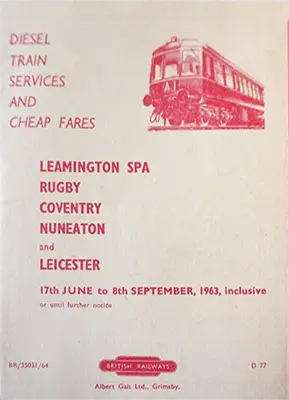 DIESEL
TRAIN
SERVICES
AND
CHEAP FARES
LEAMINGTON SPA
RUGBY
COVENTRY
NUNEATON
and
LEICESTER
17th JUNE to 8th SEPTEMBER, 1963, inclusive
or until further notice
BR/35031/64
BRITISH RAILWAYS
D 77
Albert Gait Ltd., Grimsby.